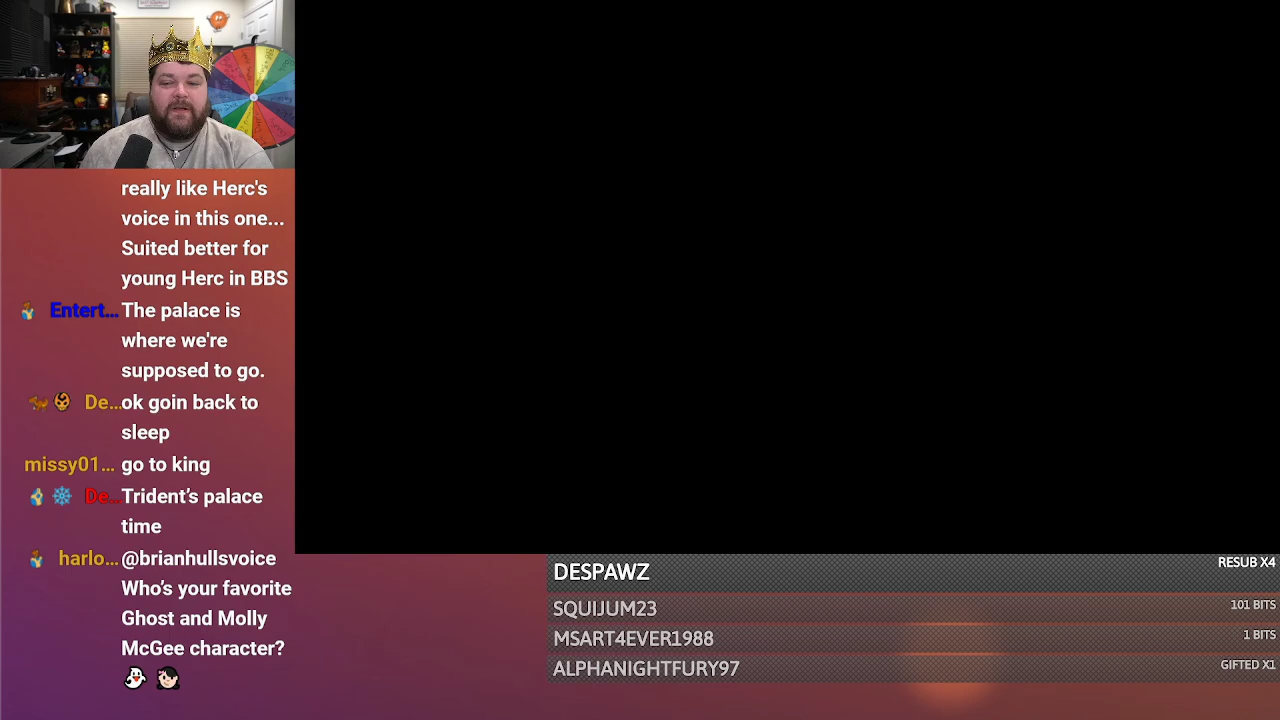 really like Herc's
voice in this one...
Suited better for
young Herc in BBS
Entert... The palace is
where we're
supposed to go.
De... ok goin back to
sleep
missy01... go to king
De... Trident’s palace
time
harlo... @brianhullsvoice
Who’s your favorite
Ghost and Molly
McGee character?
DESPAWZ RESUB X4
SQUIJUM23 101 BITS
MSART4EVER1988 1 BITS
ALPHANIGHTFURY97 GIFTED X1